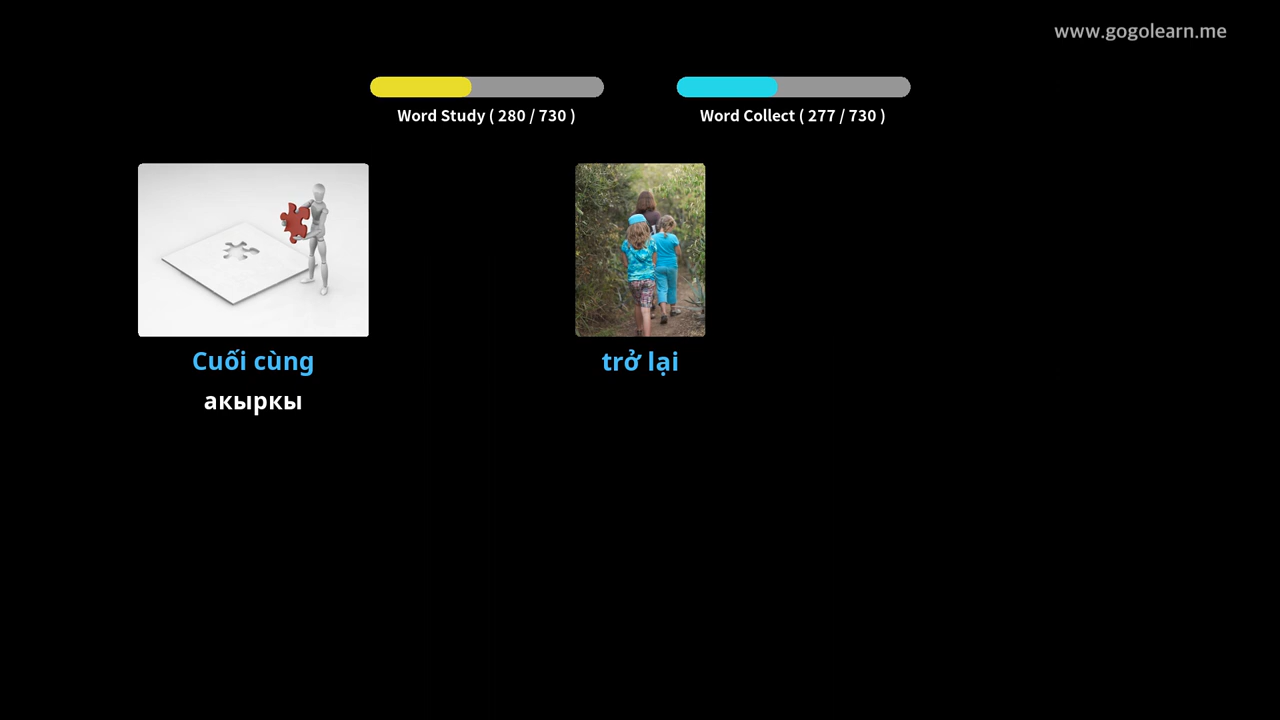 www.gogolearn.me
Word Study ( 280 / 730 )
Word Collect ( 277 / 730 )
Cuối cùng
акыркы
trở lại